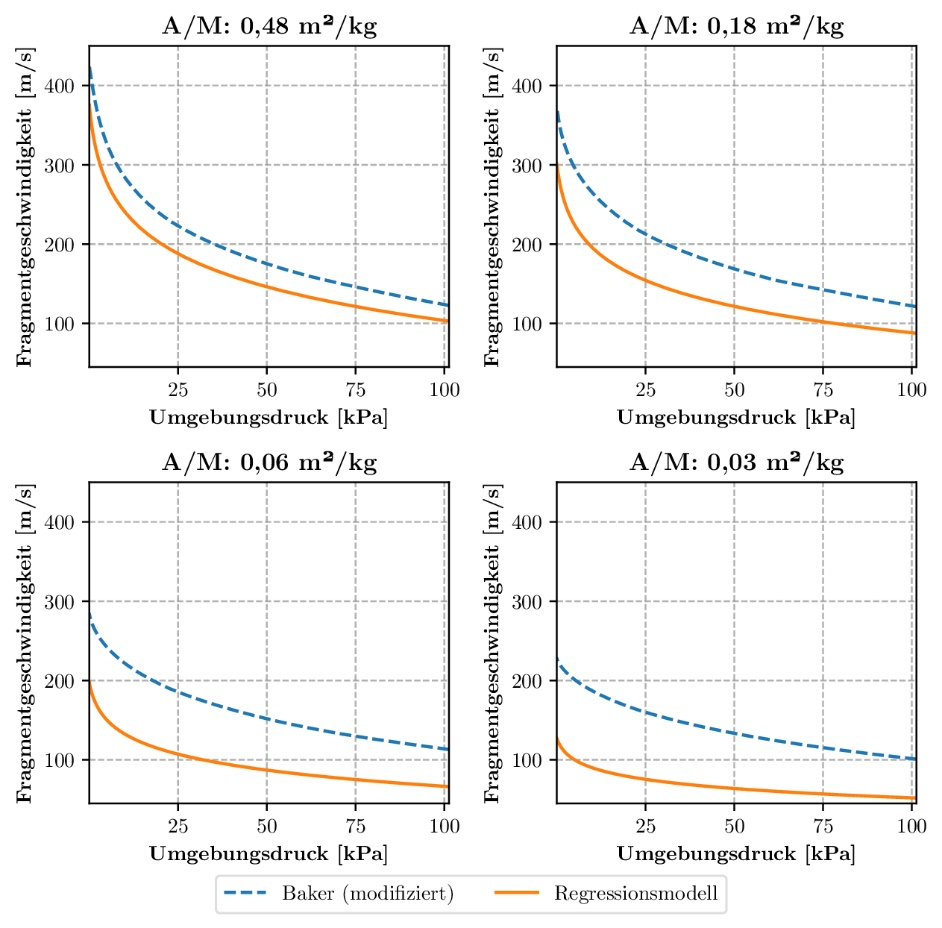 A/M: 0,48 m²/kg
Fragmentgeschwindigkeit [m/s]
400
300
200
100
25 50 75 100
Umgebungsdruck [kPa]
A/M: 0,18 m²/kg
Fragmentgeschwindigkeit [m/s]
400
300
200
100
25 50 75 100
Umgebungsdruck [kPa]
A/M: 0,06 m²/kg
Fragmentgeschwindigkeit [m/s]
400
300
200
100
25 50 75 100
Umgebungsdruck [kPa]
A/M: 0,03 m²/kg
Fragmentgeschwindigkeit [m/s]
400
300
200
100
25 50 75 100
Umgebungsdruck [kPa]
Baker (modifiziert) Regressionsmodell